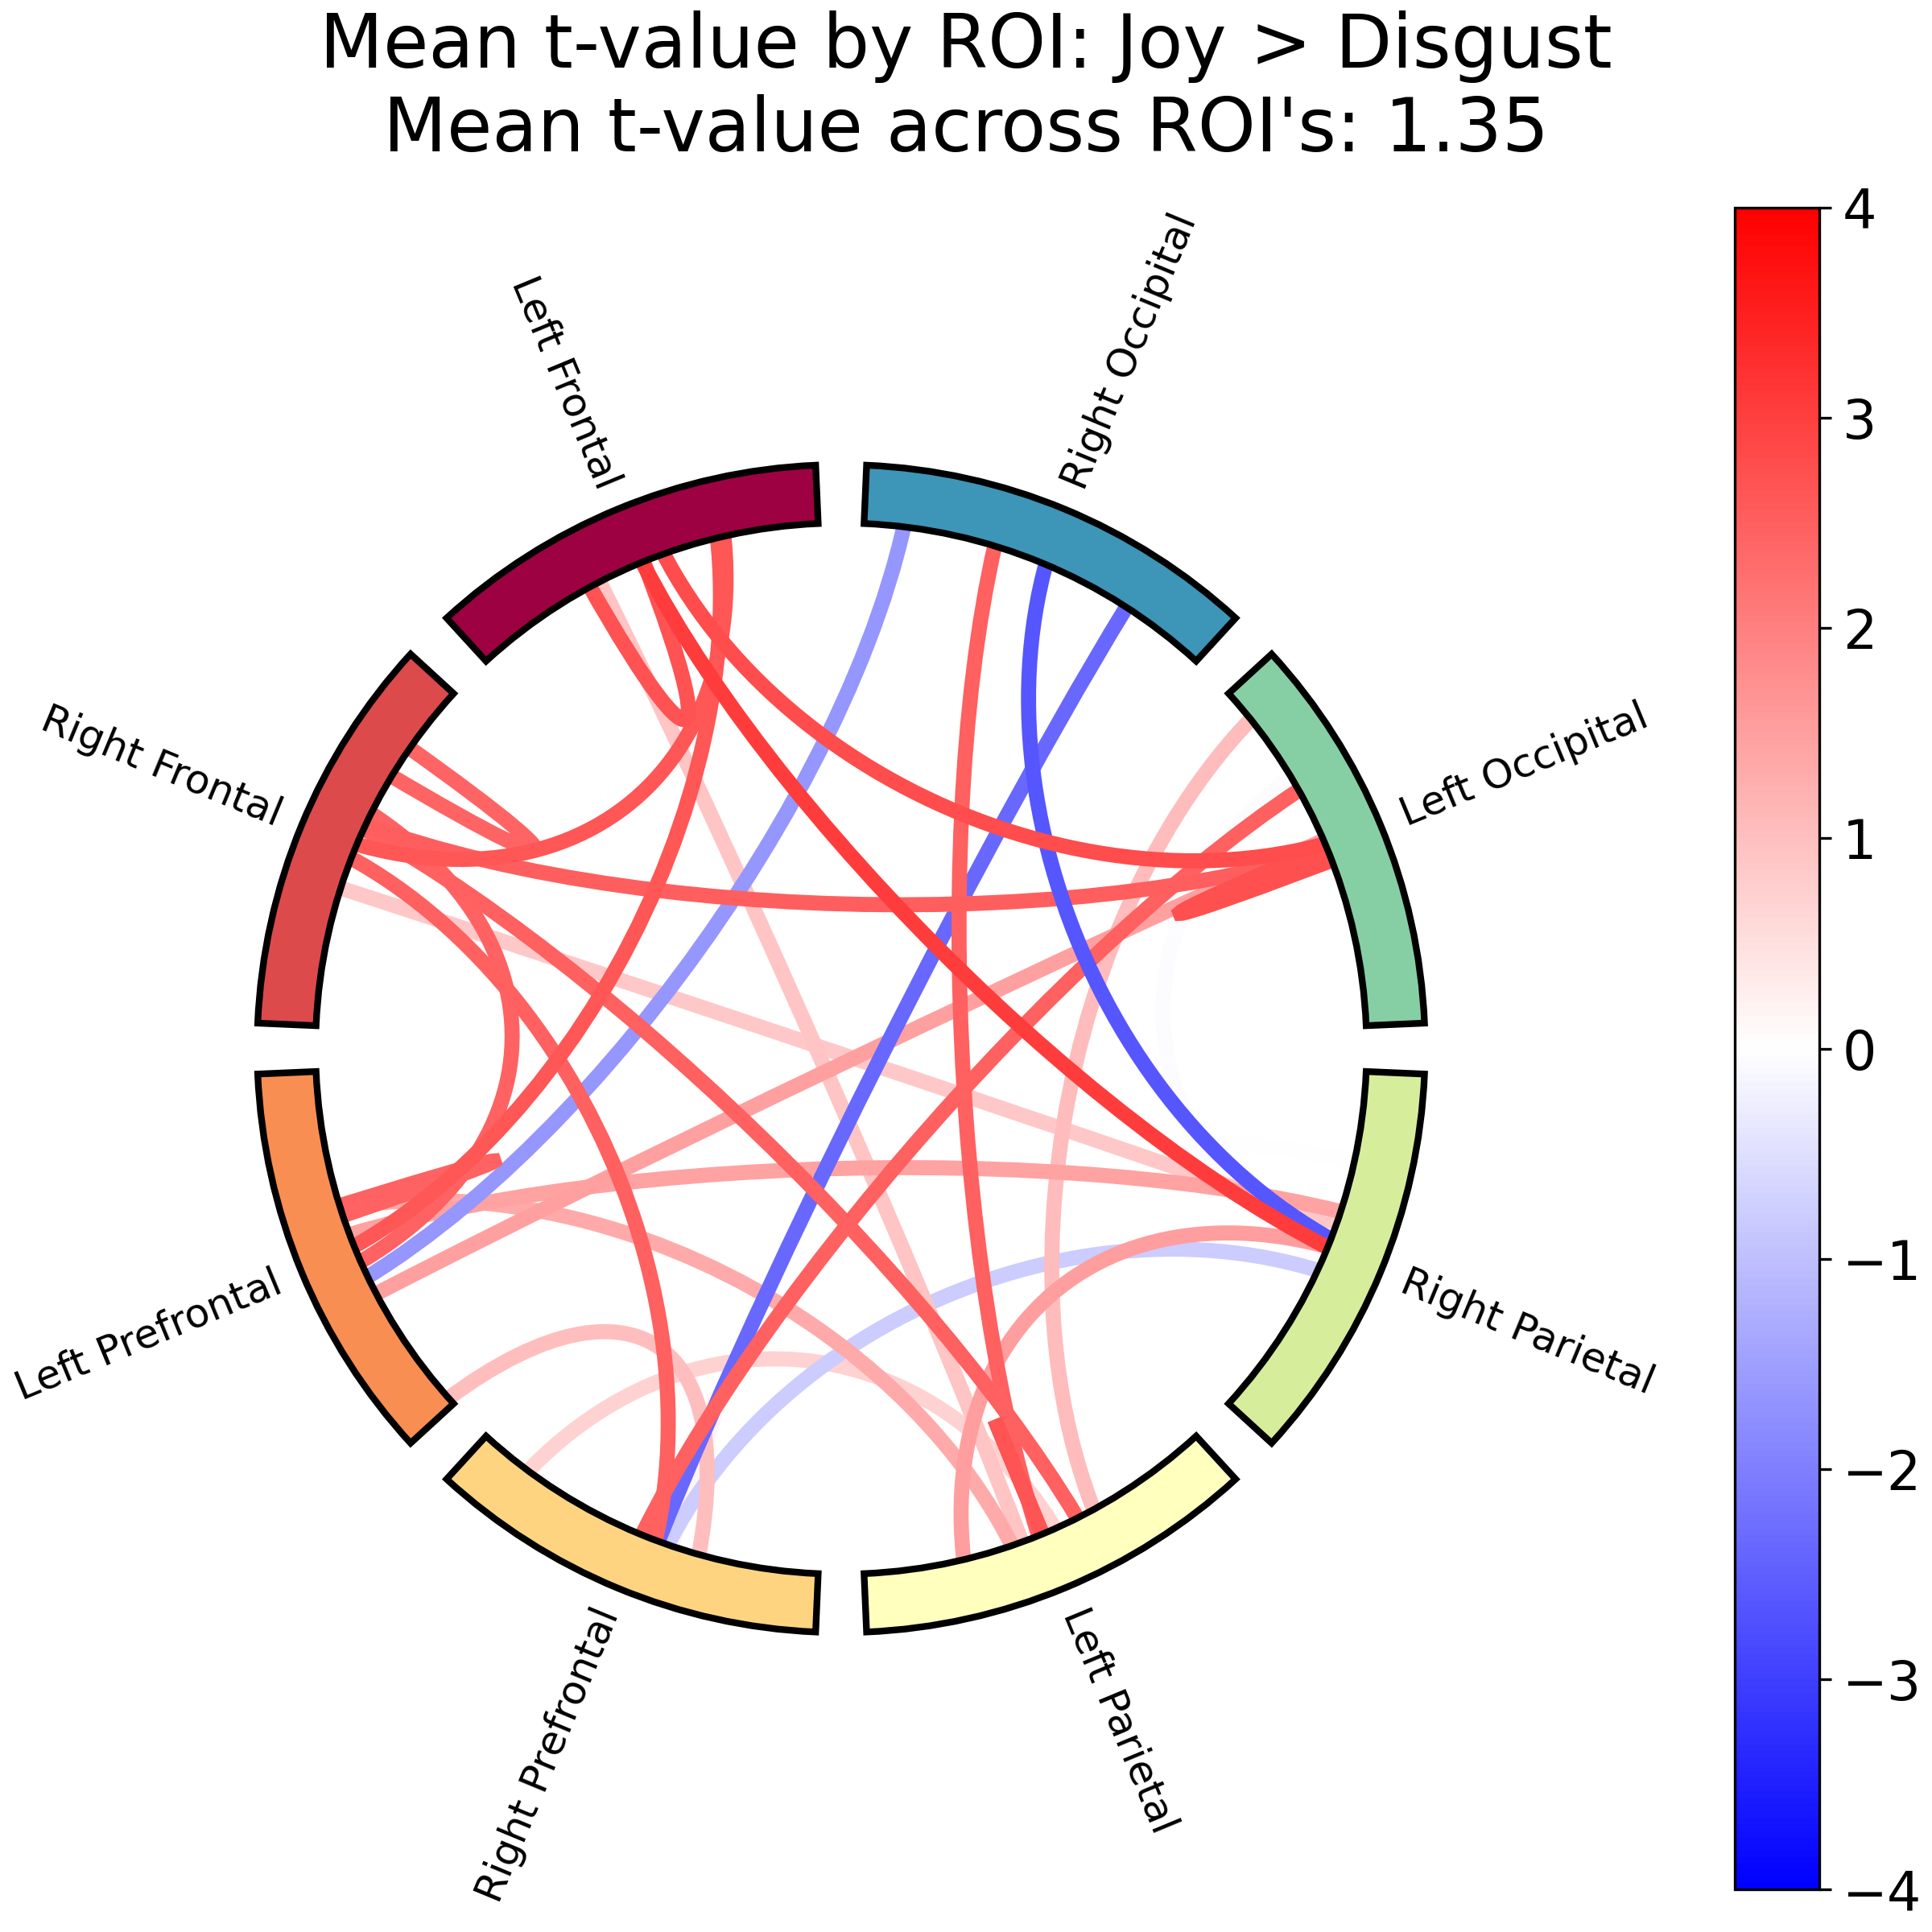 Mean t-value by ROI: Joy > Disgust
Mean t-value across ROI's: 1.35
Left Frontal
Right Occipital
Right Frontal
Left Occipital
Left Prefrontal
Right Parietal
Right Prefrontal
Left Parietal
4
3
2
1
0
−1
−2
−3
−4